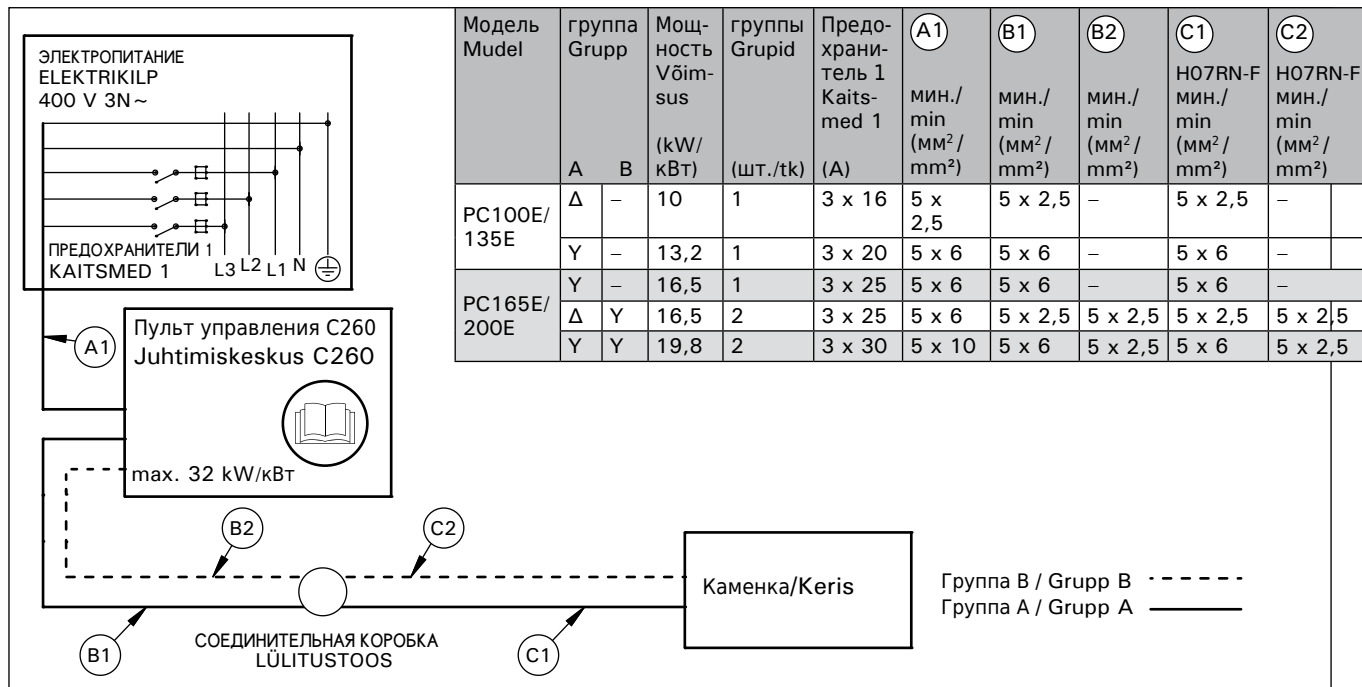 ЭЛЕКТРОПИТАНИЕ
ELEKTRIKILP
400 V 3N~
ПРЕДОХРАНИТЕЛИ 1
KAITSMED 1
L3 L2 L1 N
A1
Пульт управления C260
Juhtimiskeskus C260
max. 32 kW/кВт
B2
C2
B1
C1
СОЕДИНИТЕЛЬНАЯ КОРОБКА
LÜLITUSTOOS
Каменка/Keris
Группа B / Grupp B
Группа A / Grupp A
Модель Mudel
группа Grupp
A B
Мощ-ность Võim-sus (kW/кВт)
группы Grupid (шт./tk)
Предо-храни-тель 1 Kaits-med 1 (A)
A1 мин./min (мм²/mm²)
B1 мин./min (мм²/mm²)
B2 мин./min (мм²/mm²)
C1 H07RN-F мин./min (мм²/mm²)
C2 H07RN-F мин./min (мм²/mm²)
PC100E/135E
Δ – 10 1 3 x 16 5 x 2,5 5 x 2,5 – 5 x 2,5 –
Y – 13,2 1 3 x 20 5 x 6 5 x 6 – 5 x 6 –
PC165E/200E
Y – 16,5 1 3 x 25 5 x 6 5 x 6 – 5 x 6 –
Δ Y 16,5 2 3 x 25 5 x 6 5 x 2,5 5 x 2,5 5 x 2,5 5 x 2,5
Y Y 19,8 2 3 x 30 5 x 10 5 x 6 5 x 2,5 5 x 6 5 x 2,5